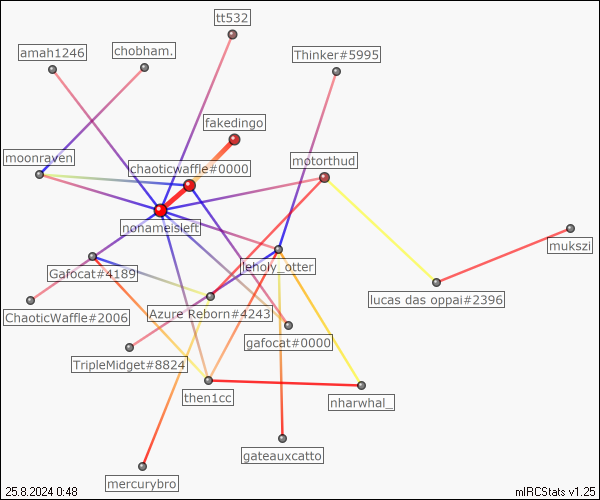 tt532
amah1246
chobham.
Thinker#5995
fakedingo
moonraven
chaoticwaffle#0000
motorthud
nonameisleft
mukszi
Gafocat#4189
leholy_otter
ChaoticWaffle#2006
Azure Reborn#4243
lucas das oppai#2396
gafocat#0000
TripleMidget#8824
then1cc
nharwhal_
gateauxcatto
mercurybro
25.8.2024 0:48
mIRCStats v1.25